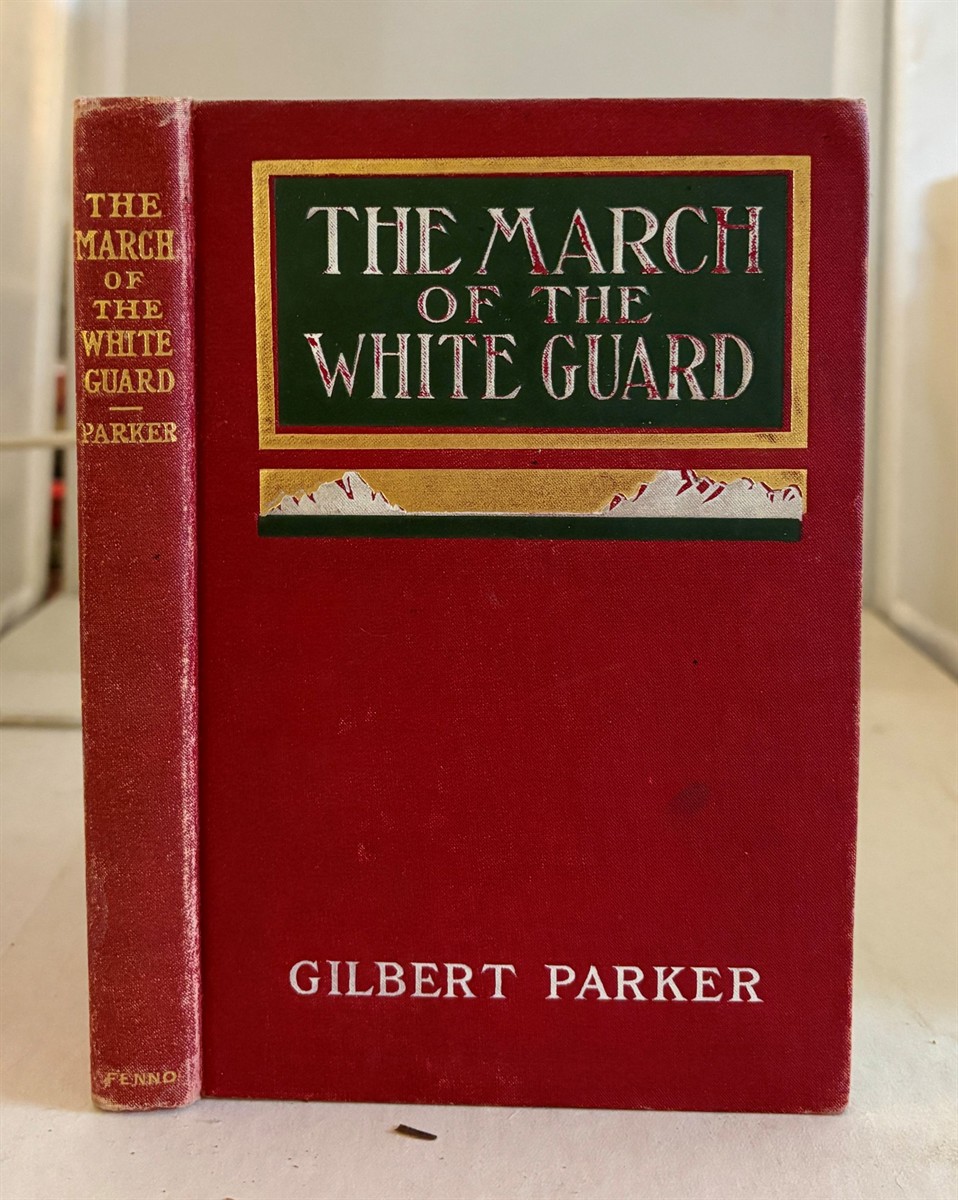 THE
MARCH
OF
THE
WHITE
GUARD
PARKER
FENNO
THE MARCH
OF THE
WHITE GUARD
GILBERT PARKER